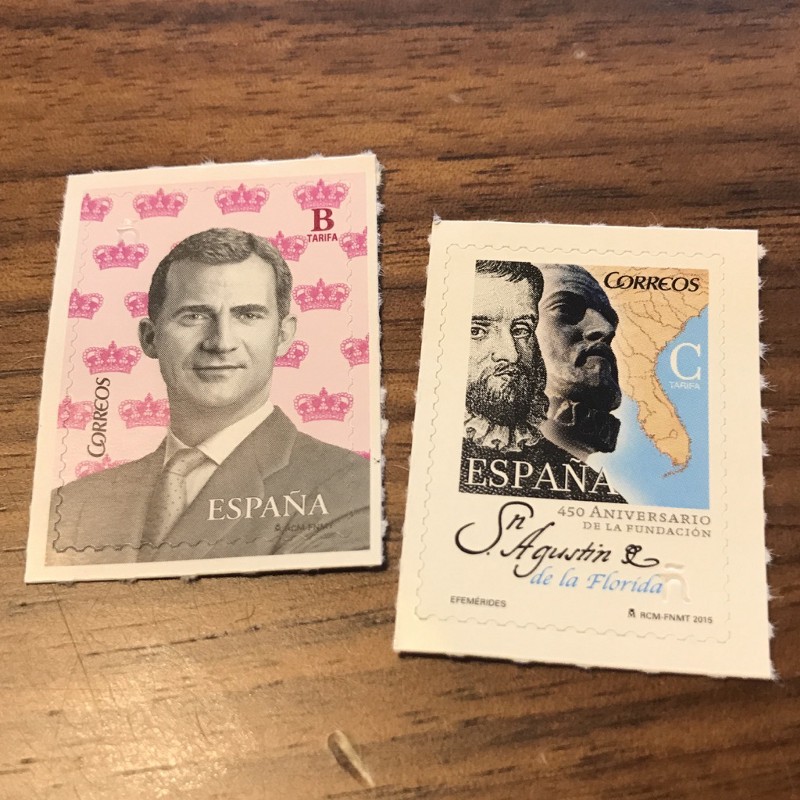 B
TARIFA
CORREOS
ESPAÑA
RCM-FNMT
CORREOS
C
TARIFA
ESPAÑA
450 ANIVERSARIO
DE LA FUNDACIÓN
Sn. Agustin
de la Florida ñ
EFEMÉRIDES
RCM-FNMT 2015